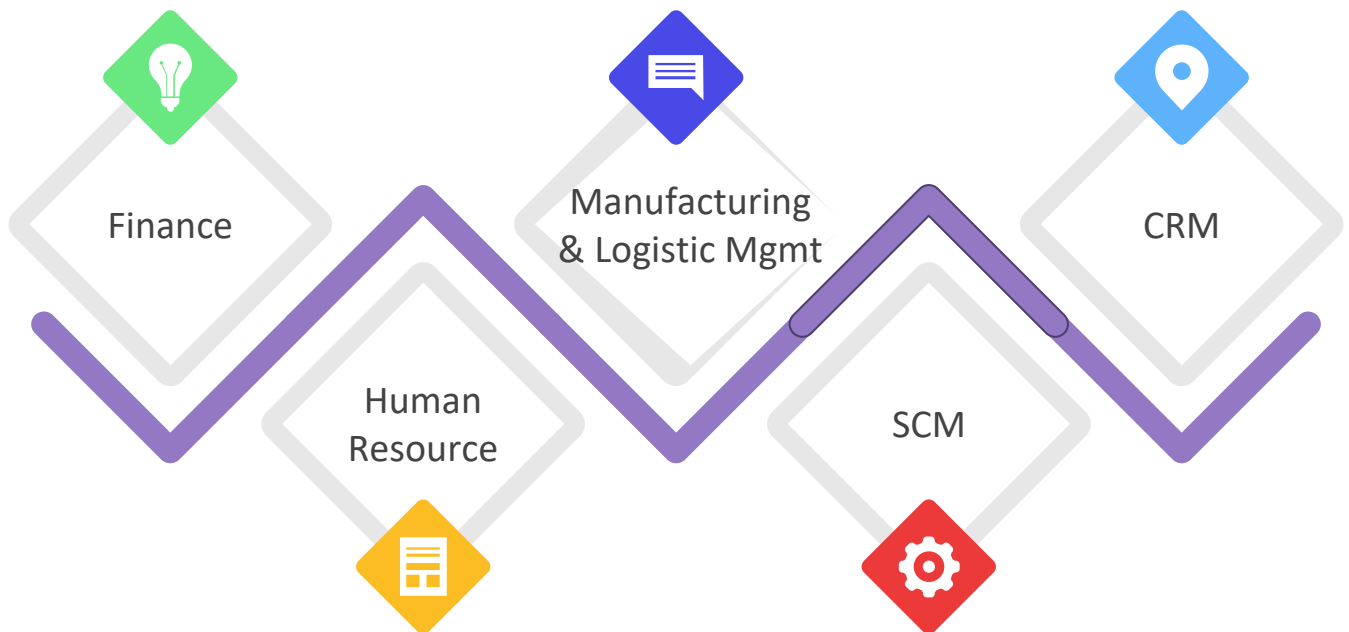 Finance
Human
Resource
Manufacturing
& Logistic Mgmt
SCM
CRM